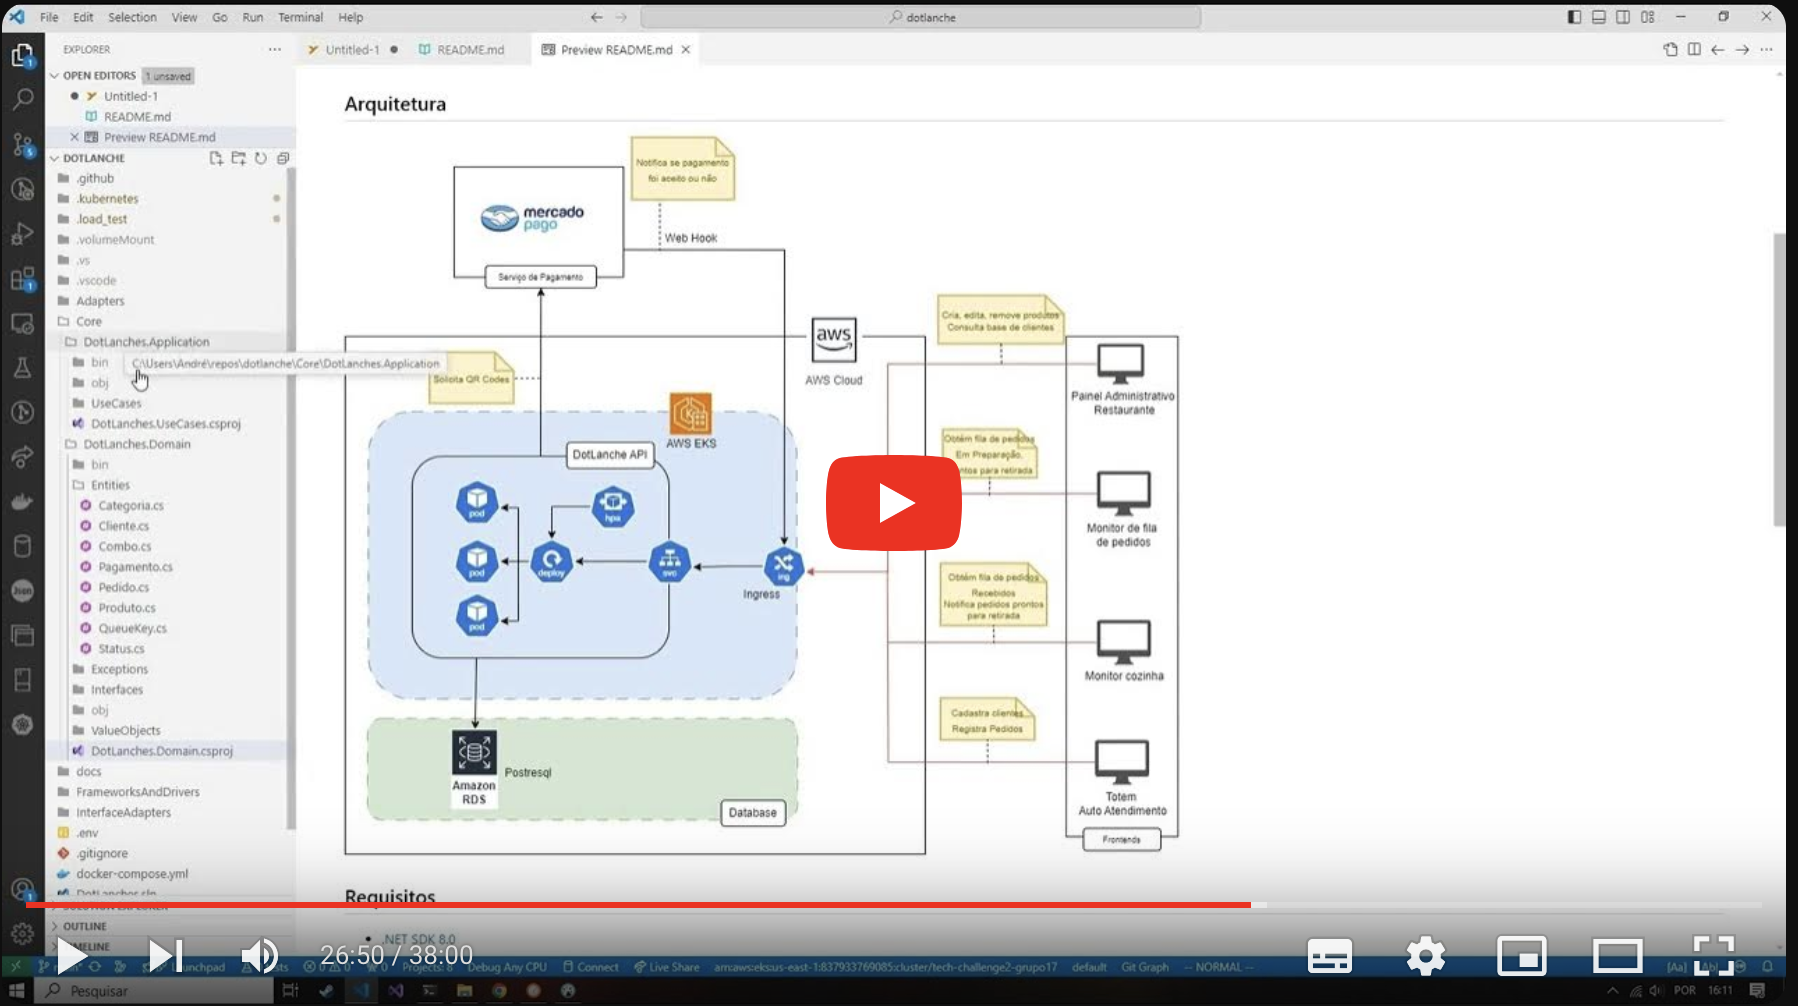 File Edit Selection View Go Run Terminal Help
dotlanche
EXPLORER
Untitled-1
README.md
Preview README.md
OPEN EDITORS 1 unsaved
Untitled-1
README.md
Preview README.md
DOTLANCHE
.github
.kubernetes
.load_test
.volumeMount
.vs
.vscode
Adapters
Core
DotLanches.Application
bin
C:\Users\André\repos\dotlanche\Core\DotLanches.Application
obj
UseCases
DotLanches.UseCases.csproj
DotLanches.Domain
bin
Entities
Categoria.cs
Cliente.cs
Combo.cs
Pagamento.cs
Pedido.cs
Produto.cs
QueueKey.cs
Status.cs
Exceptions
Interfaces
obj
ValueObjects
DotLanches.Domain.csproj
docs
FrameworksAndDrivers
InterfaceAdapters
.env
.gitignore
docker-compose.yml
DotLanches.sln
OUTLINE
Arquitetura
Notifica se pagamento
foi aceito ou não
mercado
pago
Web Hook
Serviço de Pagamento
aws
AWS Cloud
Solicita QR Codes
AWS EKS
DotLanche API
pod
hpa
pod
deploy
svc
ing
Ingress
pod
Amazon
RDS
Postresql
Database
Cria, edita, remove produtos
Consulta base de clientes
Painel Administrativo
Restaurante
Obtém fila de pedidos
Em Preparação,
para retirada
Monitor de fila
de pedidos
Obtém fila de pedidos
Recebidos
Notifica pedidos prontos
para retirada
Monitor cozinha
Cadastra clientes
Registra Pedidos
Totem
Auto Atendimento
Frontends
Requisitos
.NET SDK 8.0
26:50 / 38:00
Projects: 8 Debug Any CPU Connect Live Share arn:aws:eks:us-east-1:837933769085:cluster/tech-challenge2-grupo17 default Git Graph -- NORMAL --
Pesquisar
POR 16:11